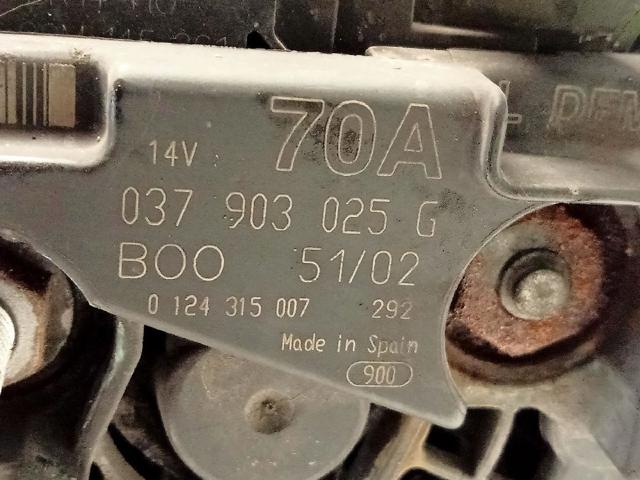 14V 70A
037 903 025 G
BOO 51/02
0 124 315 007 292
Made in Spain
900